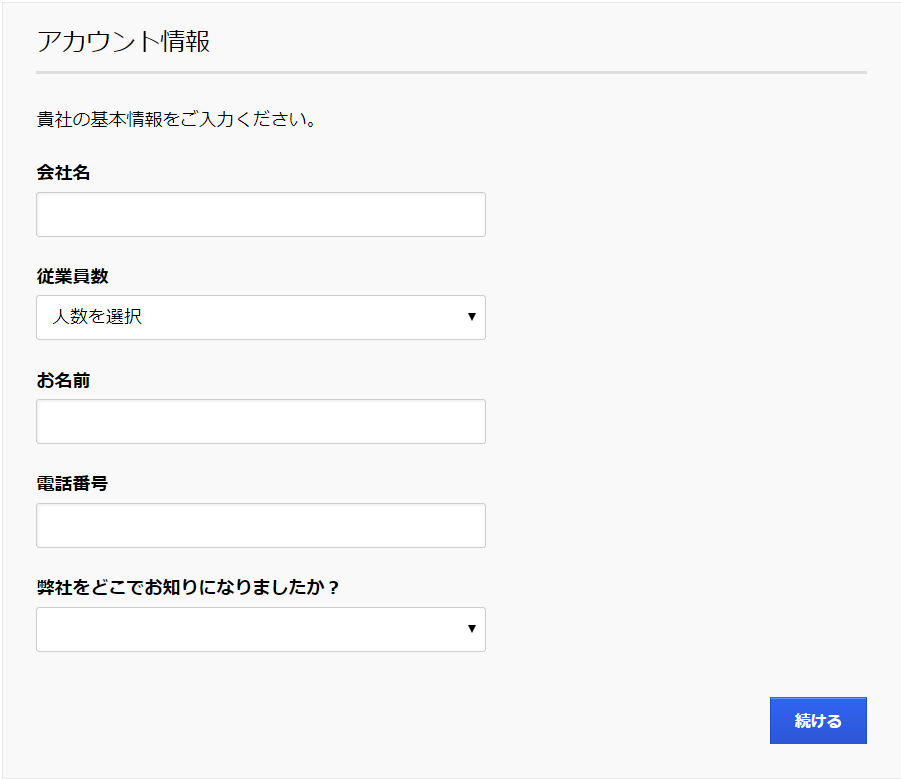 アカウント情報
貴社の基本情報をご入力ください。
会社名
従業員数
人数を選択
お名前
電話番号
弊社をどこでお知りになりましたか？
続ける